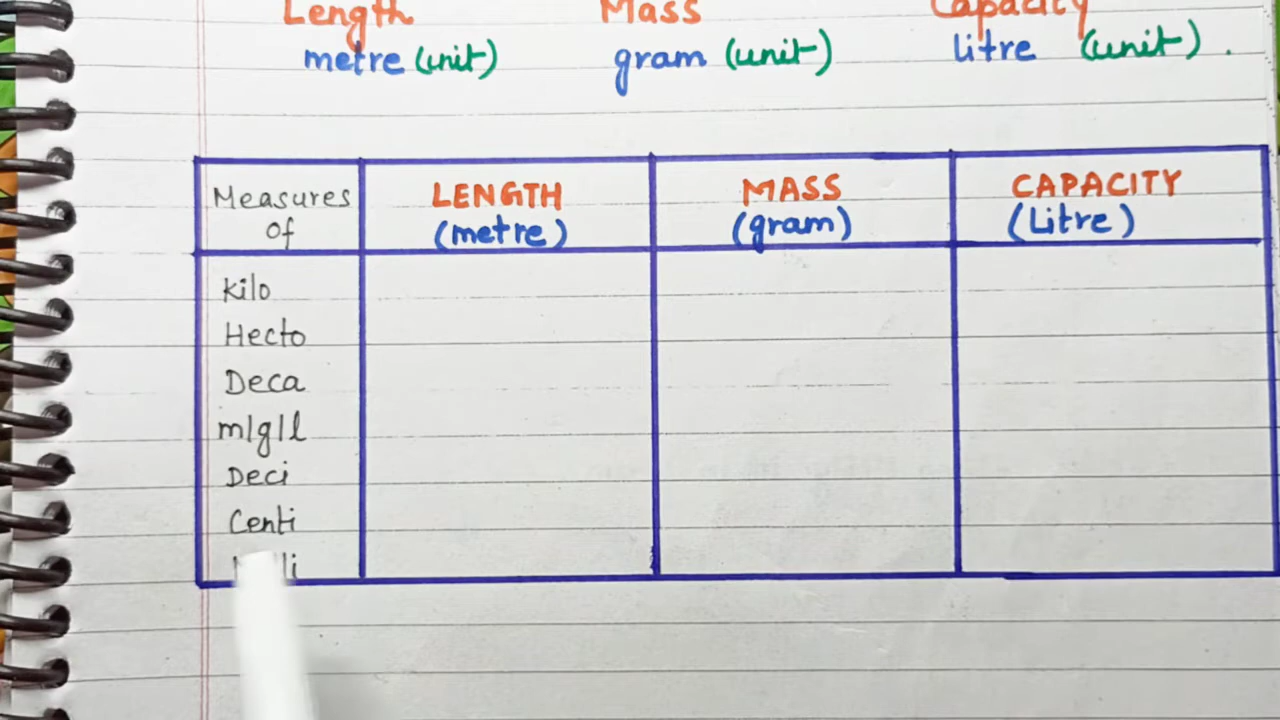 Length Mass Capacity
metre (unit) gram (unit) litre (unit).
Measures of LENGTH (metre) MASS (gram) CAPACITY (Litre)
Kilo
Hecto
Deca
m/g/l
Deci
Centi